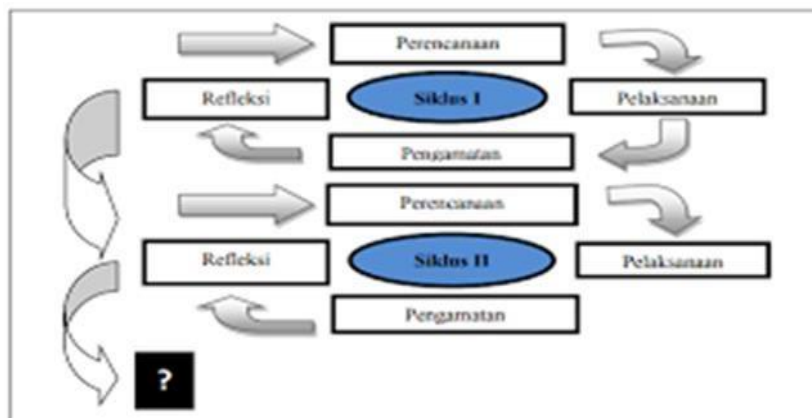 Perencanaan
Refleksi
Siklus I
Pelaksanaan
Pengamatan
Perencanaan
Refleksi
Siklus II
Pelaksanaan
Pengamatan
?